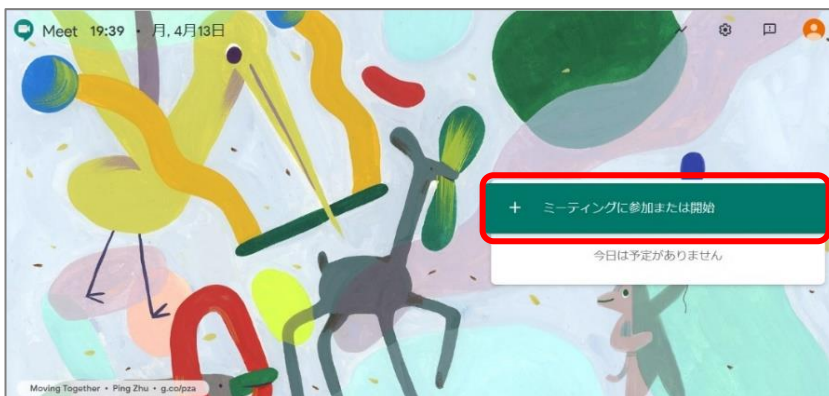 Meet 19:39 • 月, 4月13日
+ ミーティングに参加または開始
今日は予定がありません
Moving Together • Ping Zhu • g.co/pza